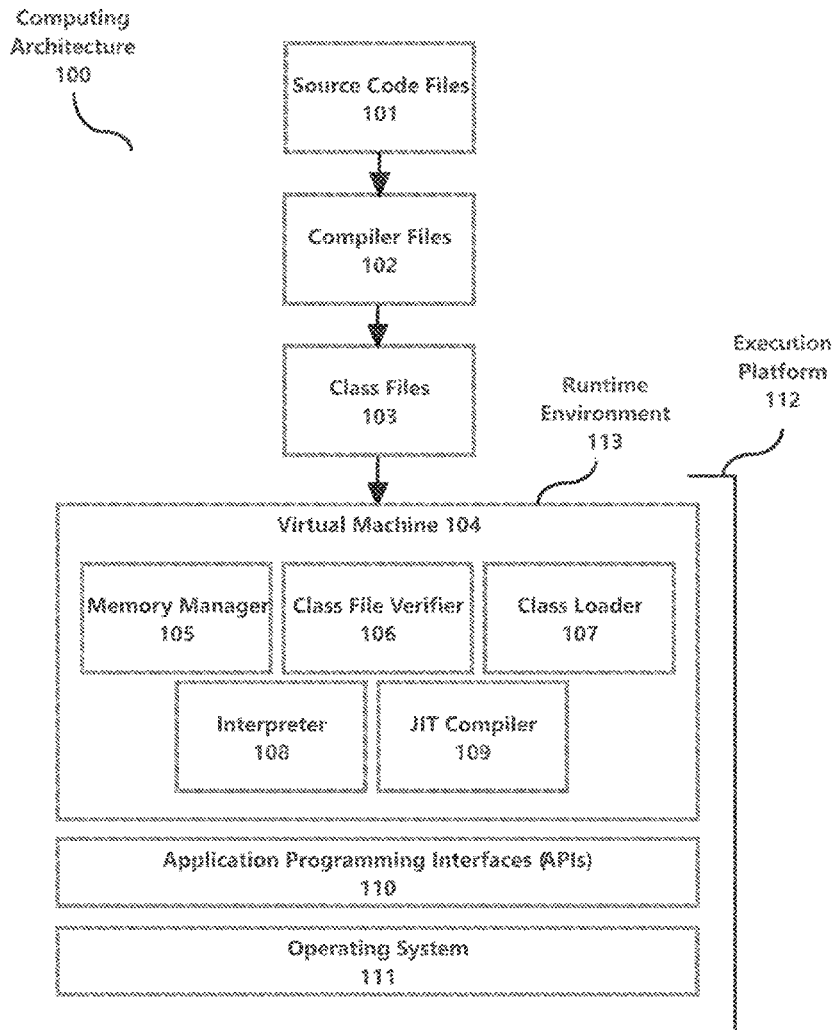 Computing
Architecture
100
Source Code Files
101
Compiler Files
102
Class Files
103
Runtime
Environment
113
Execution
Platform
112
Virtual Machine 104
Memory Manager
105
Class File Verifier
106
Class Loader
107
Interpreter
108
JIT Compiler
109
Application Programming Interfaces (APIs)
110
Operating System
111